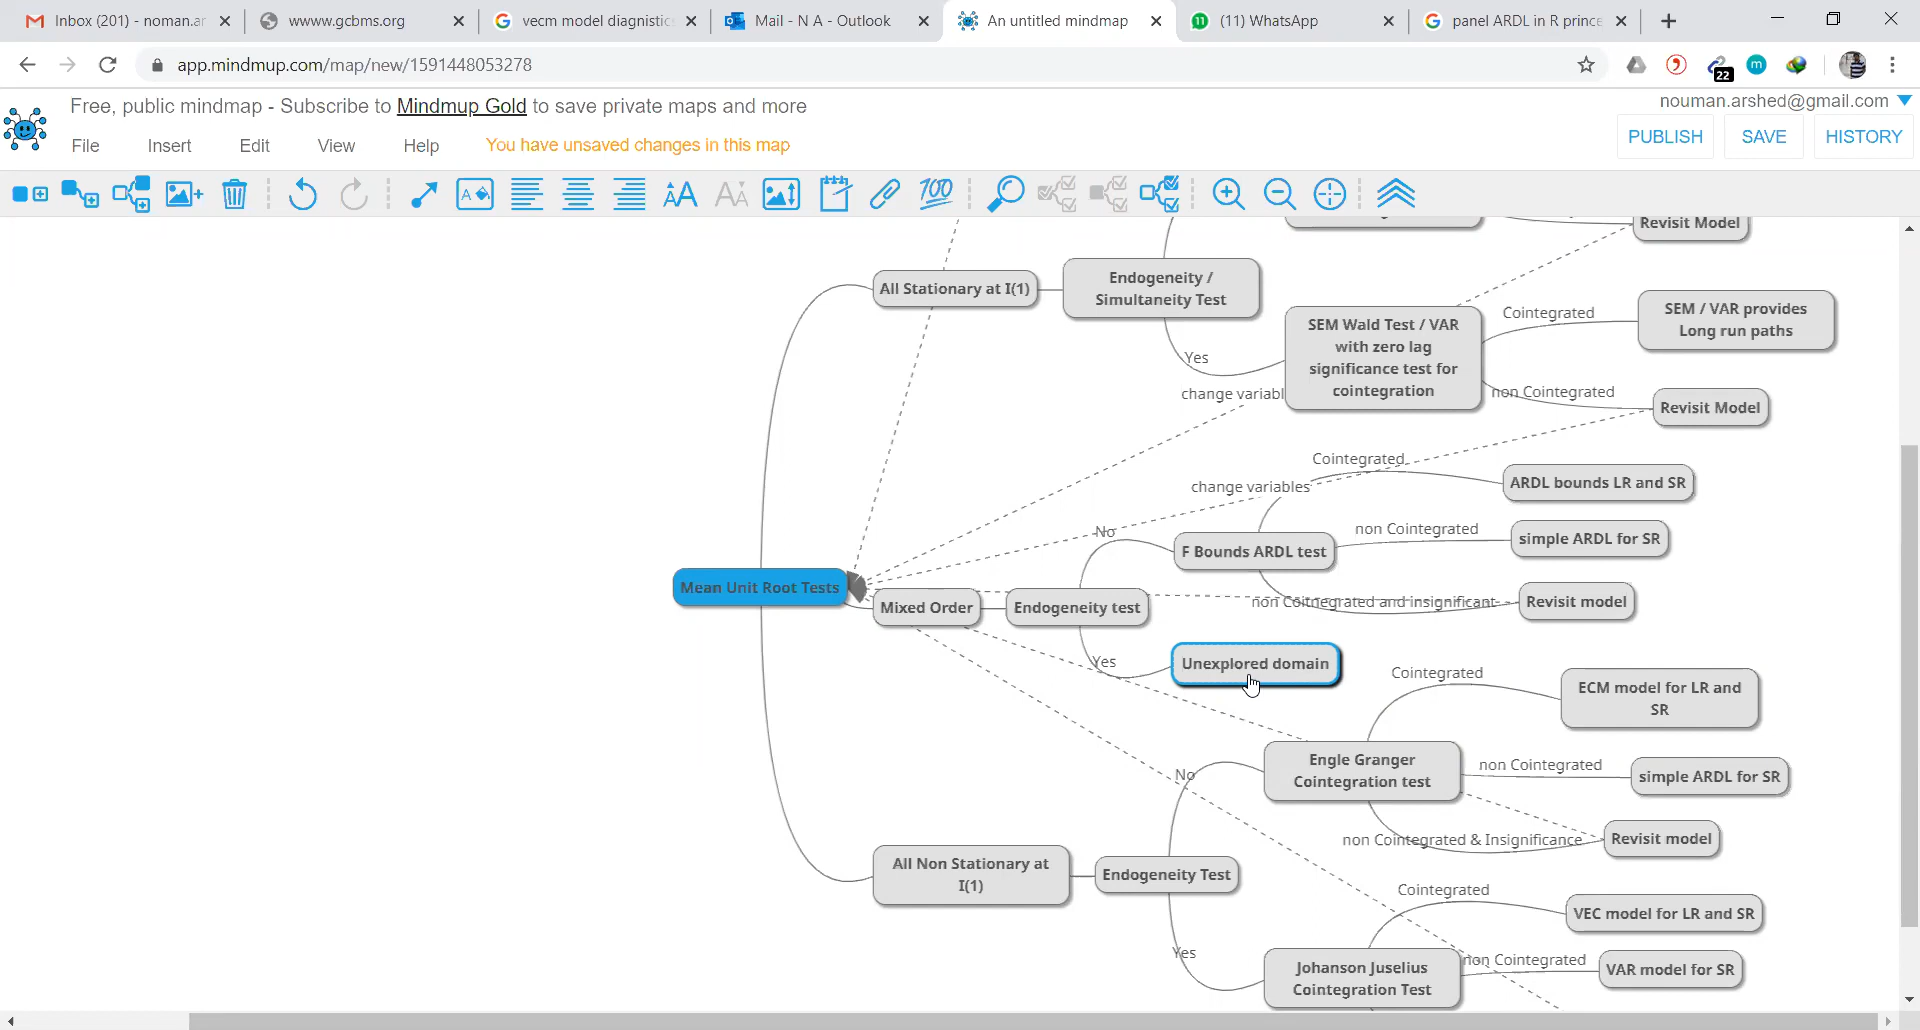 Inbox (201) - noman.ar
wwww.gcbms.org
vecm model diagnostic
Mail - N A - Outlook
An untitled mindmap
(11) WhatsApp
panel ARDL in R prince
app.mindmup.com/map/new/1591448053278
22
Free, public mindmap - Subscribe to Mindmup Gold to save private maps and more
nouman.arshed@gmail.com
File
Insert
Edit
View
Help
You have unsaved changes in this map
PUBLISH
SAVE
HISTORY
Revisit Model
All Stationary at I(1)
Endogeneity /
Simultaneity Test
Yes
change variabl
SEM Wald Test / VAR
with zero lag
significance test for
cointegration
Cointegrated
SEM / VAR provides
Long run paths
non Cointegrated
Revisit Model
Cointegrated
change variables
ARDL bounds LR and SR
No
F Bounds ARDL test
non Cointegrated
simple ARDL for SR
Mean Unit Root Tests
Mixed Order
Endogeneity test
non Coitnegrated and insignificant
Revisit model
Yes
Unexplored domain
Cointegrated
ECM model for LR and
SR
No
Engle Granger
Cointegration test
non Cointegrated
simple ARDL for SR
non Cointegrated & Insignificance
Revisit model
All Non Stationary at
I(1)
Endogeneity Test
Cointegrated
VEC model for LR and SR
Yes
Johanson Juselius
Cointegration Test
non Cointegrated
VAR model for SR